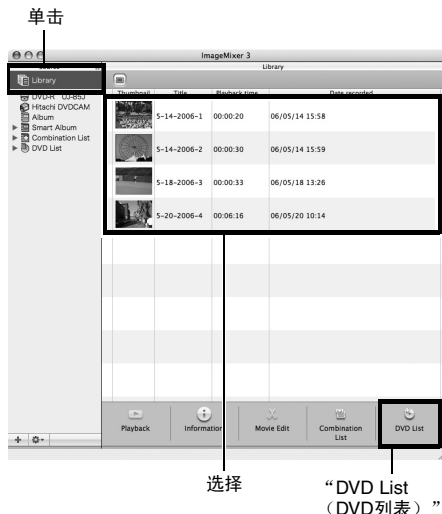 单击
ImageMixer 3
Library
Library
Thumbnail Title Playback time Date recorded
DVD-R UJ-85J
Hitachi DVDCAM
Album
Smart Album
Combination List
DVD List
5-14-2006-1 00:00:20 06/05/14 15:58
5-14-2006-2 00:00:30 06/05/14 15:59
5-18-2006-3 00:00:33 06/05/18 13:26
5-20-2006-4 00:06:16 06/05/20 10:14
Playback
Information
Movie Edit
Combination
List
DVD List
选择
“DVD List
（DVD列表）”